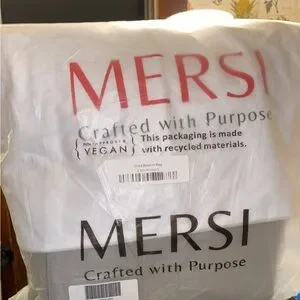 MERSI
Crafted with Purpose
VEGAN
This packaging is made
with recycled materials.
MERSI
Crafted with Purpose